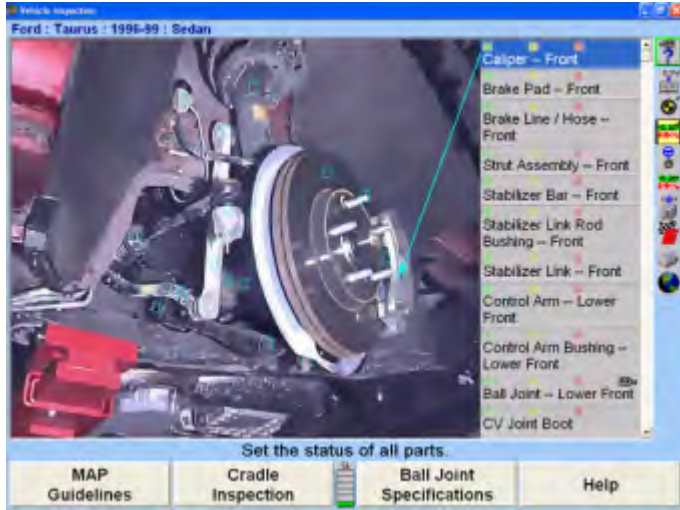 Vehicle Inspection
Ford : Taurus : 1996-99 : Sedan
Caliper -- Front
Brake Pad -- Front
Brake Line / Hose --
Front
Strut Assembly -- Front
Stabilizer Bar -- Front
Stabilizer Link Rod
Bushing -- Front
Stabilizer Link -- Front
Control Arm -- Lower
Front
Control Arm Bushing --
Lower Front
Ball Joint -- Lower Front
CV Joint Boot
Set the status of all parts.
MAP
Guidelines
Cradle
Inspection
Ball Joint
Specifications
Help